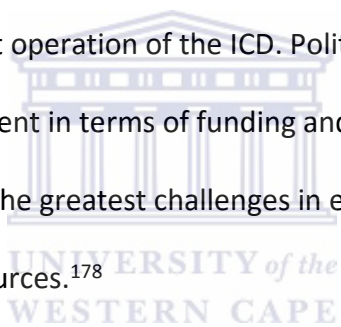 t operation of the ICD. Polit
ent in terms of funding and
he greatest challenges in e
urces.178
UNIVERSITY of the
WESTERN CAPE